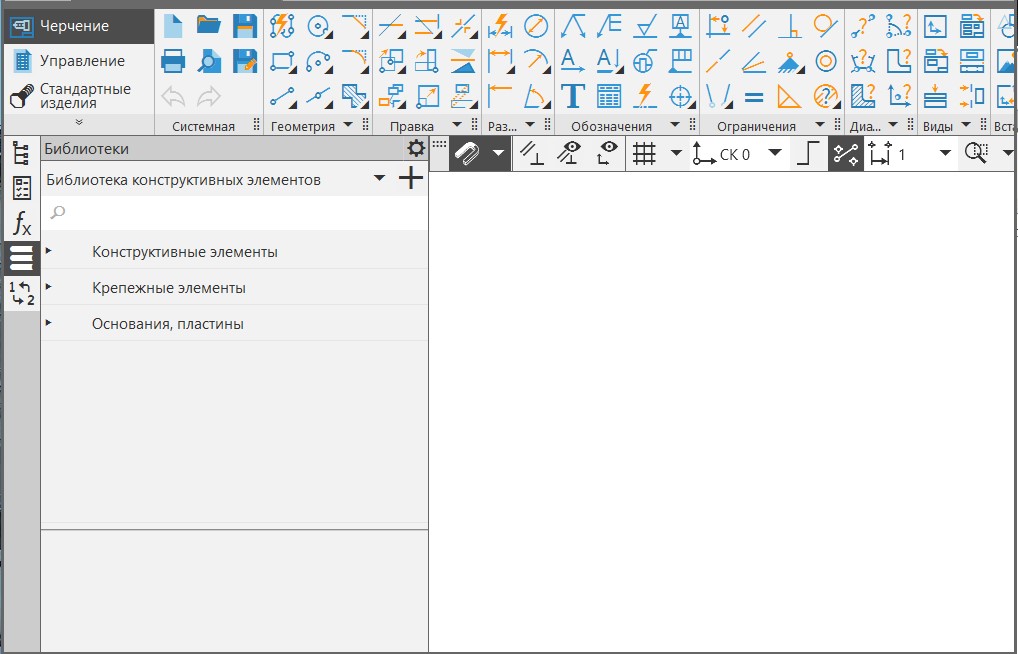 Черчение
Управление
Стандартные
изделия
Системная
Геометрия
Правка
Раз...
Обозначения
Ограничения
Диа...
Виды
Вста
Библиотеки
СК 0
1
Библиотека конструктивных элементов
Конструктивные элементы
Крепежные элементы
Основания, пластины